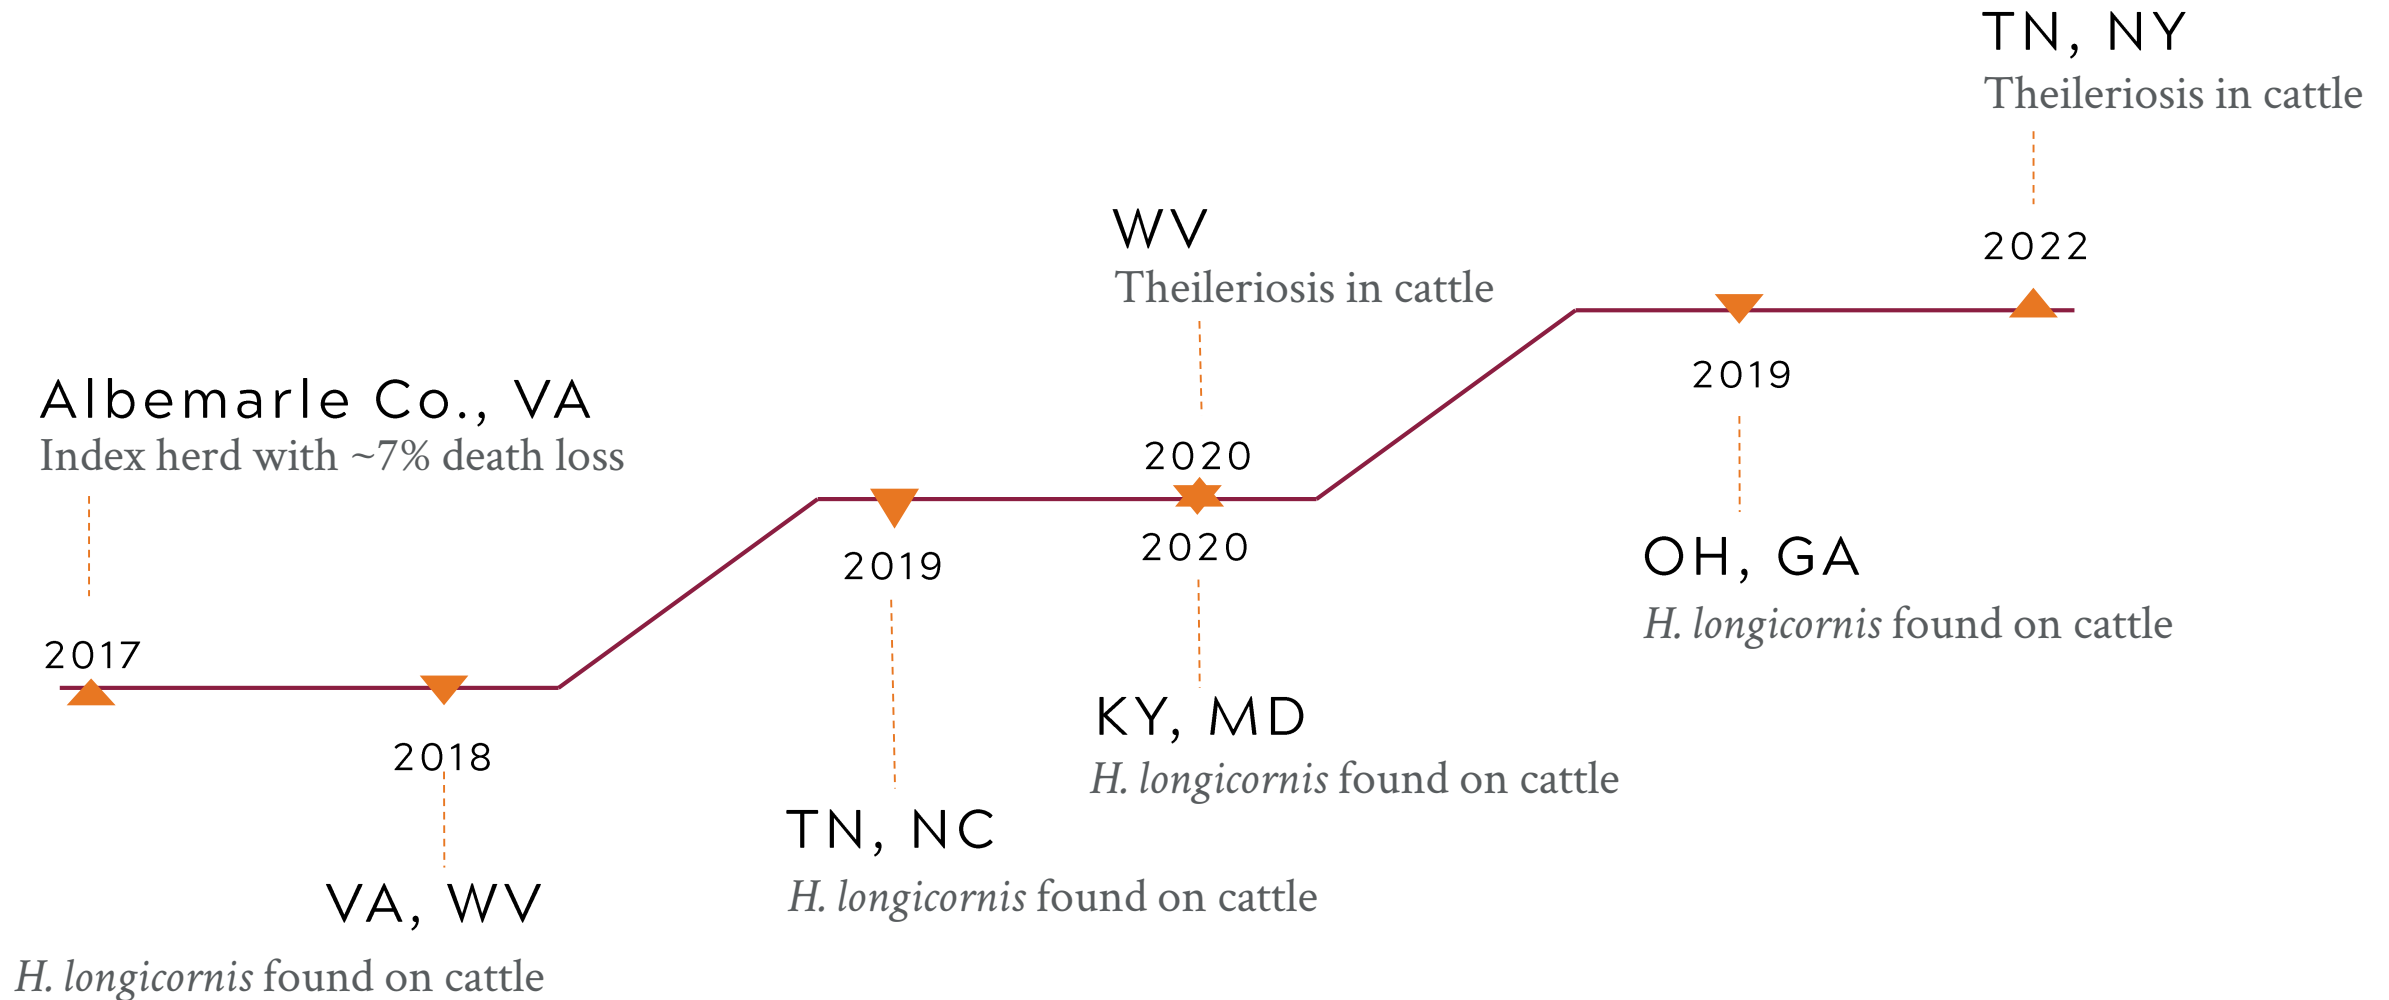 TN, NY
Theileriosis in cattle
2022
WV
Theileriosis in cattle
2020
Albemarle Co., VA
Index herd with ~7% death loss
2017
2018
VA, WV
H. longicornis found on cattle
2019
TN, NC
H. longicornis found on cattle
2020
KY, MD
H. longicornis found on cattle
2019
OH, GA
H. longicornis found on cattle